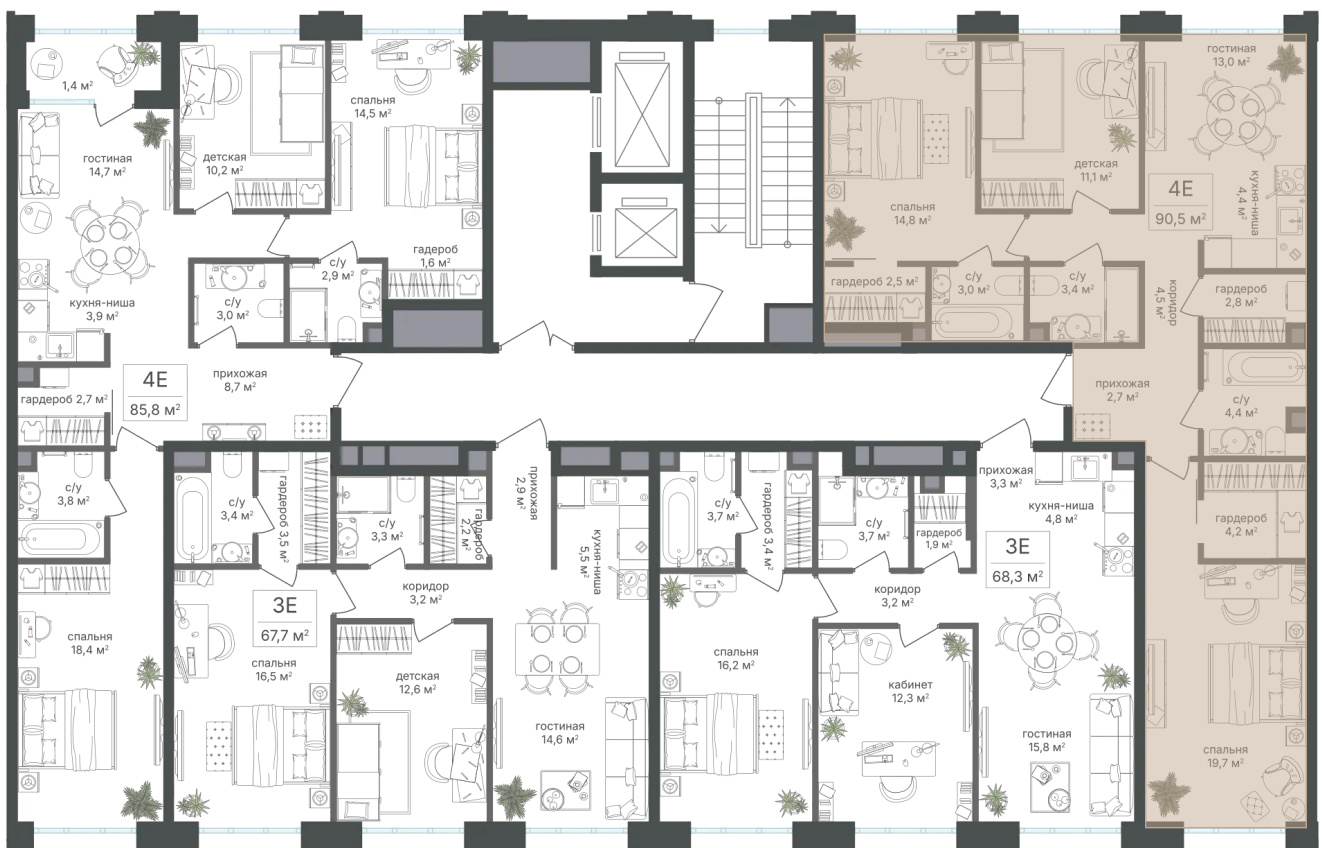 1,4 м²
гостиная
14,7 м²
детская
10,2 м²
спальня
14,5 м²
гадероб
1,6 м²
с/у
2,9 м²
с/у
3,0 м²
кухня-ниша
3,9 м²
гардероб 2,7 м²
4Е
85,8 м²
прихожая
8,7 м²
с/у
3,8 м²
спальня
18,4 м²
с/у
3,4 м²
гардероб 3,5 м²
3Е
67,7 м²
спальня
16,5 м²
с/у
3,3 м²
гардероб
2,2 м²
прихожая
2,9 м²
кухня-ниша
5,5 м²
коридор
3,2 м²
детская
12,6 м²
гостиная
14,6 м²
с/у
3,7 м²
гардероб 3,4 м²
с/у
3,7 м²
гардероб
1,9 м²
прихожая
3,3 м²
кухня-ниша
4,8 м²
3Е
68,3 м²
коридор
3,2 м²
спальня
16,2 м²
кабинет
12,3 м²
гостиная
15,8 м²
гостиная
13,0 м²
детская
11,1 м²
4Е
90,5 м²
кухня-ниша
4,4 м²
спальня
14,8 м²
гардероб 2,5 м²
с/у
3,0 м²
с/у
3,4 м²
коридор
4,5 м²
гардероб
2,8 м²
прихожая
2,7 м²
с/у
4,4 м²
гардероб
4,2 м²
спальня
19,7 м²